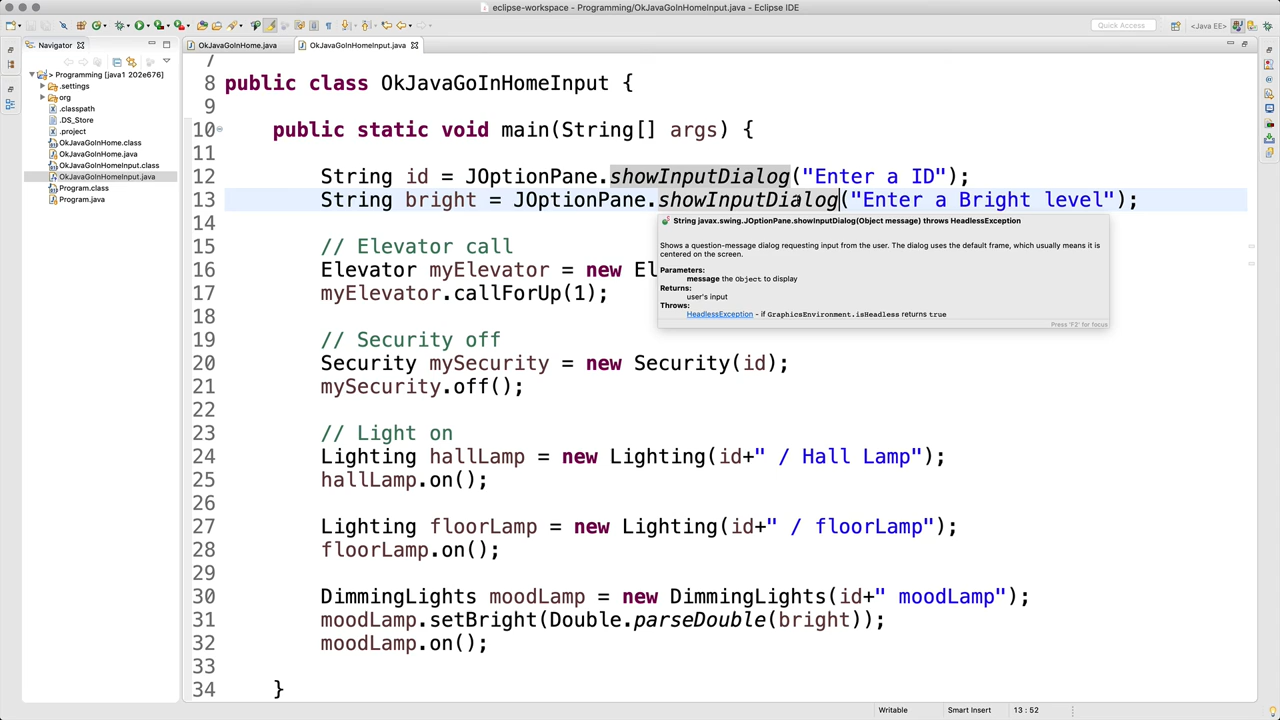 eclipse-workspace - Programming/OkJavaGoInHomeInput.java - Eclipse IDE
Quick Access
<Java EE>
Navigator
OkJavaGoInHome.java
OkJavaGoInHomeInput.java
> Programming [java1 202e676]
.settings
org
.classpath
.DS_Store
.project
OkJavaGoInHome.class
OkJavaGoInHome.java
OkJavaGoInHomeInput.class
OkJavaGoInHomeInput.java
Program.class
Program.java
7
8 public class OkJavaGoInHomeInput {
9
10 public static void main(String[] args) {
11
12 String id = JOptionPane.showInputDialog("Enter a ID");
13 String bright = JOptionPane.showInputDialog("Enter a Bright level");
14
15 // Elevator call
16 Elevator myElevator = new El
17 myElevator.callForUp(1);
18
19 // Security off
20 Security mySecurity = new Security(id);
21 mySecurity.off();
22
23 // Light on
24 Lighting hallLamp = new Lighting(id+" / Hall Lamp");
25 hallLamp.on();
26
27 Lighting floorLamp = new Lighting(id+" / floorLamp");
28 floorLamp.on();
29
30 DimmingLights moodLamp = new DimmingLights(id+" moodLamp");
31 moodLamp.setBright(Double.parseDouble(bright));
32 moodLamp.on();
33
34 }
String javax.swing.JOptionPane.showInputDialog(Object message) throws HeadlessException
Shows a question-message dialog requesting input from the user. The dialog uses the default frame, which usually means it is
centered on the screen.
Parameters:
message the Object to display
Returns:
user's input
Throws:
HeadlessException - if GraphicsEnvironment.isHeadless returns true
Press 'F2' for focus
Writable
Smart Insert
13 : 52